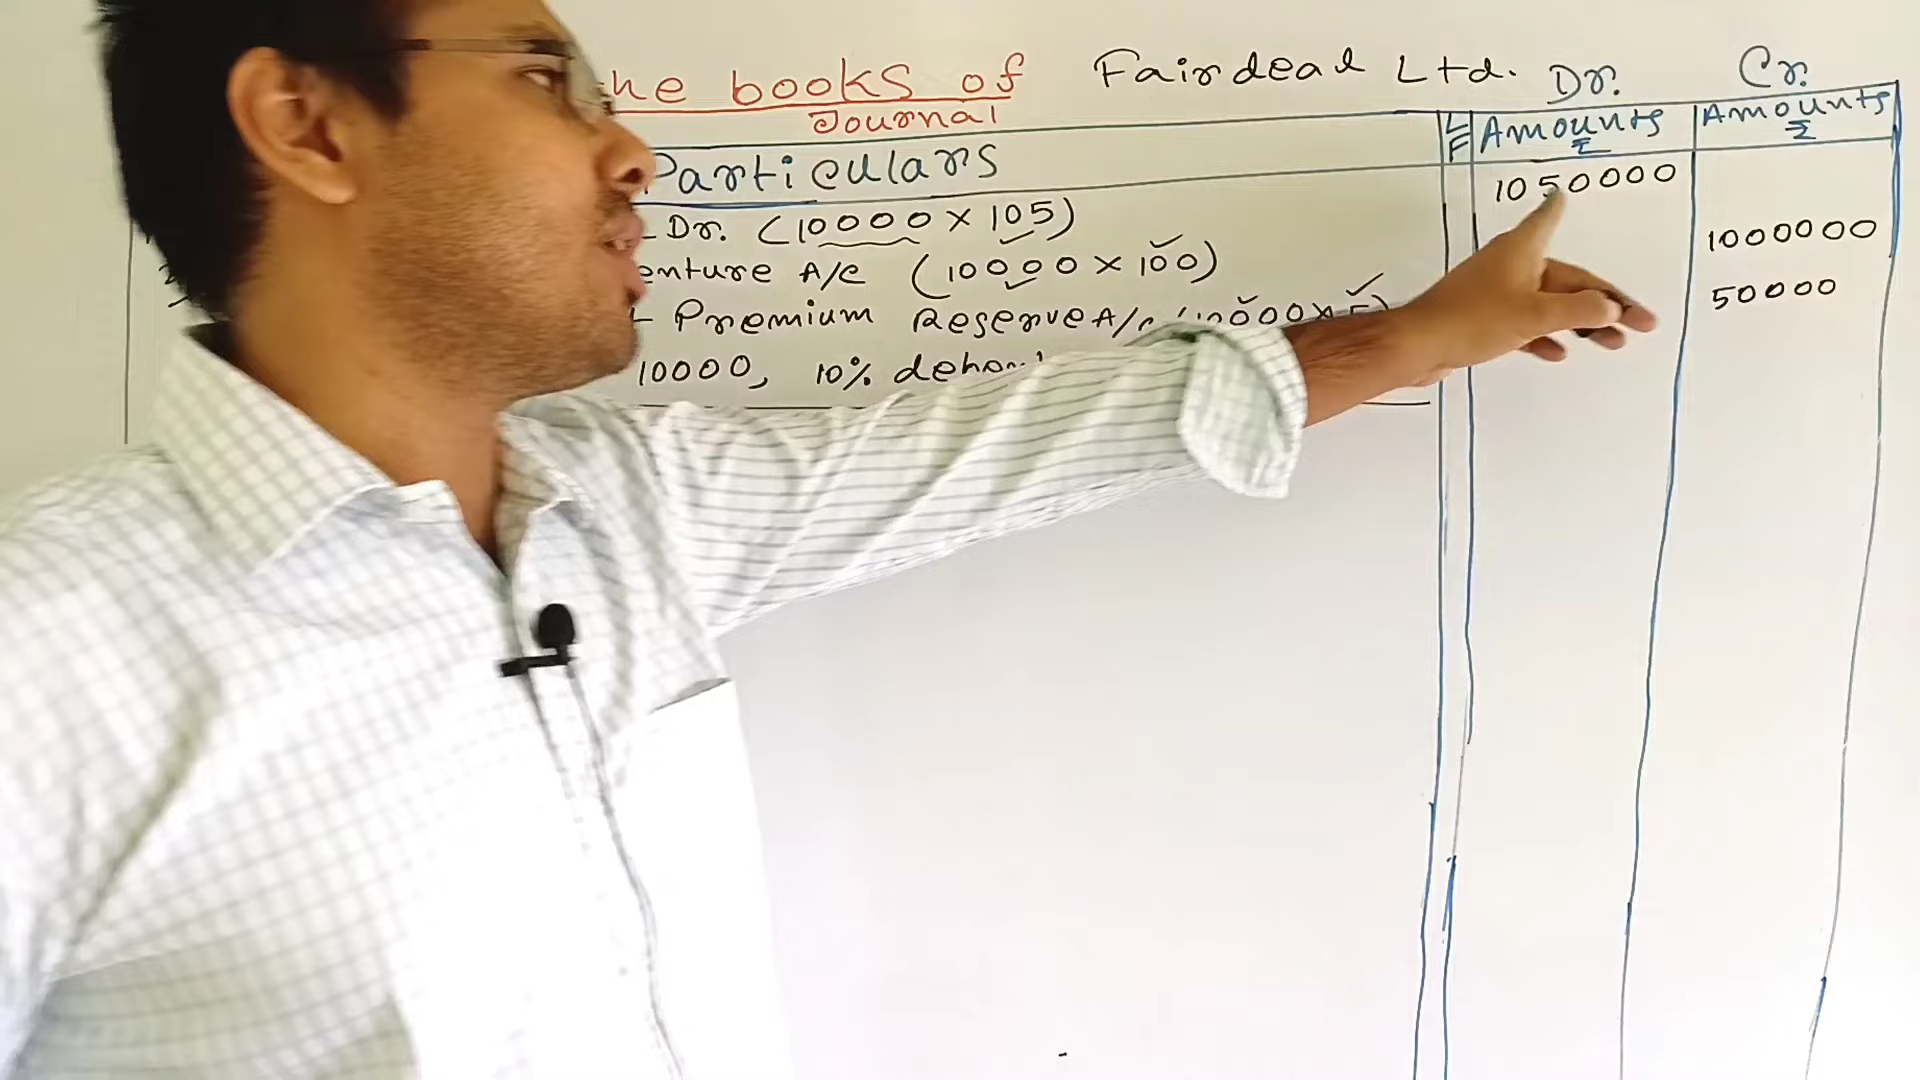 he books of Fairdeal Ltd. Dr. Cr.
Journal
Particulars LF Amounts ₹ Amounts ₹
Dr. (10000 × 105) 1050000
enture A/c (10000 × 100) 1000000
Premium Reserve A/c (10000 × 5) 50000
10000, 10%